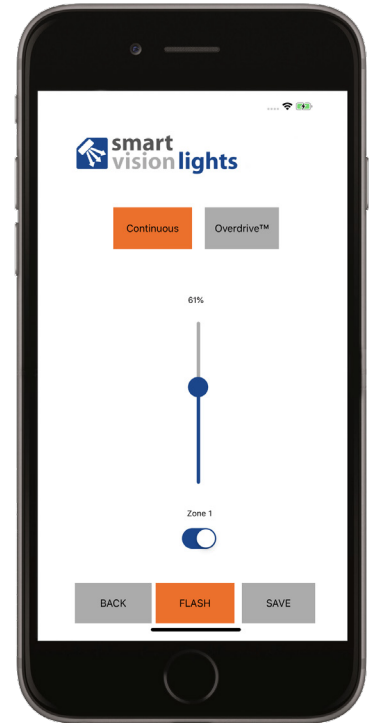 smart
vision lights
Continuous Overdrive™
61%
Zone 1
BACK FLASH SAVE